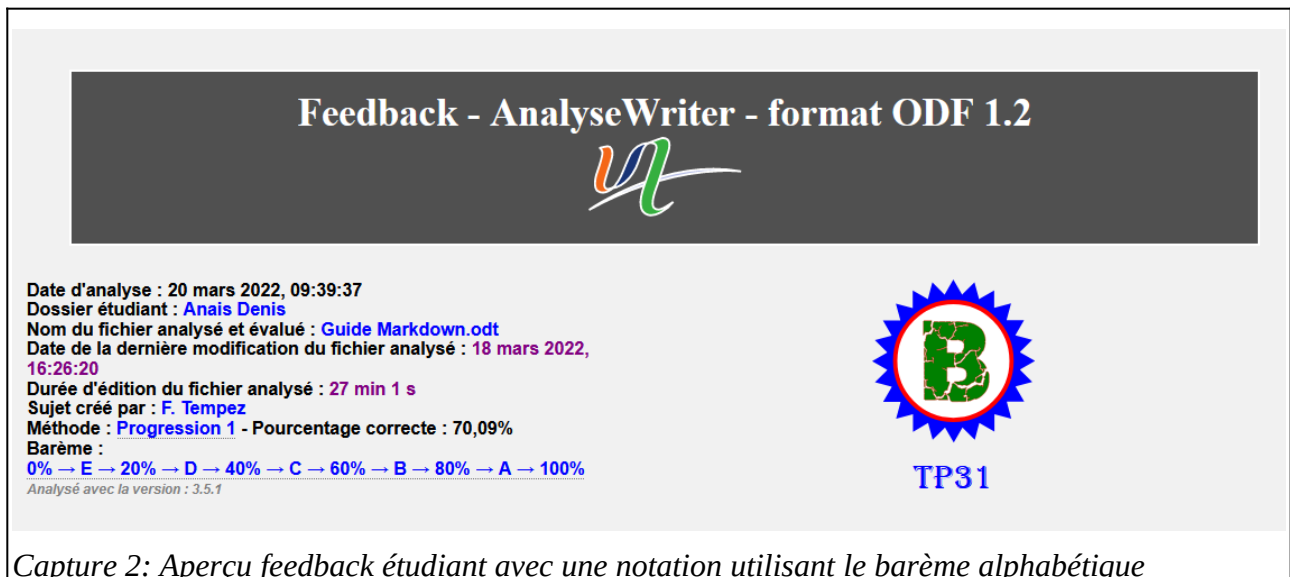 Feedback - AnalyseWriter - format ODF 1.2
Date d'analyse : 20 mars 2022, 09:39:37
Dossier étudiant : Anais Denis
Nom du fichier analysé et évalué : Guide Markdown.odt
Date de la dernière modification du fichier analysé : 18 mars 2022,
16:26:20
Durée d'édition du fichier analysé : 27 min 1 s
Sujet créé par : F. Tempez
Méthode : Progression 1 - Pourcentage correcte : 70,09%
Barème :
0% → E → 20% → D → 40% → C → 60% → B → 80% → A → 100%
Analysé avec la version : 3.5.1
B
TP31
Capture 2: Aperçu feedback étudiant avec une notation utilisant le barème alphabétique